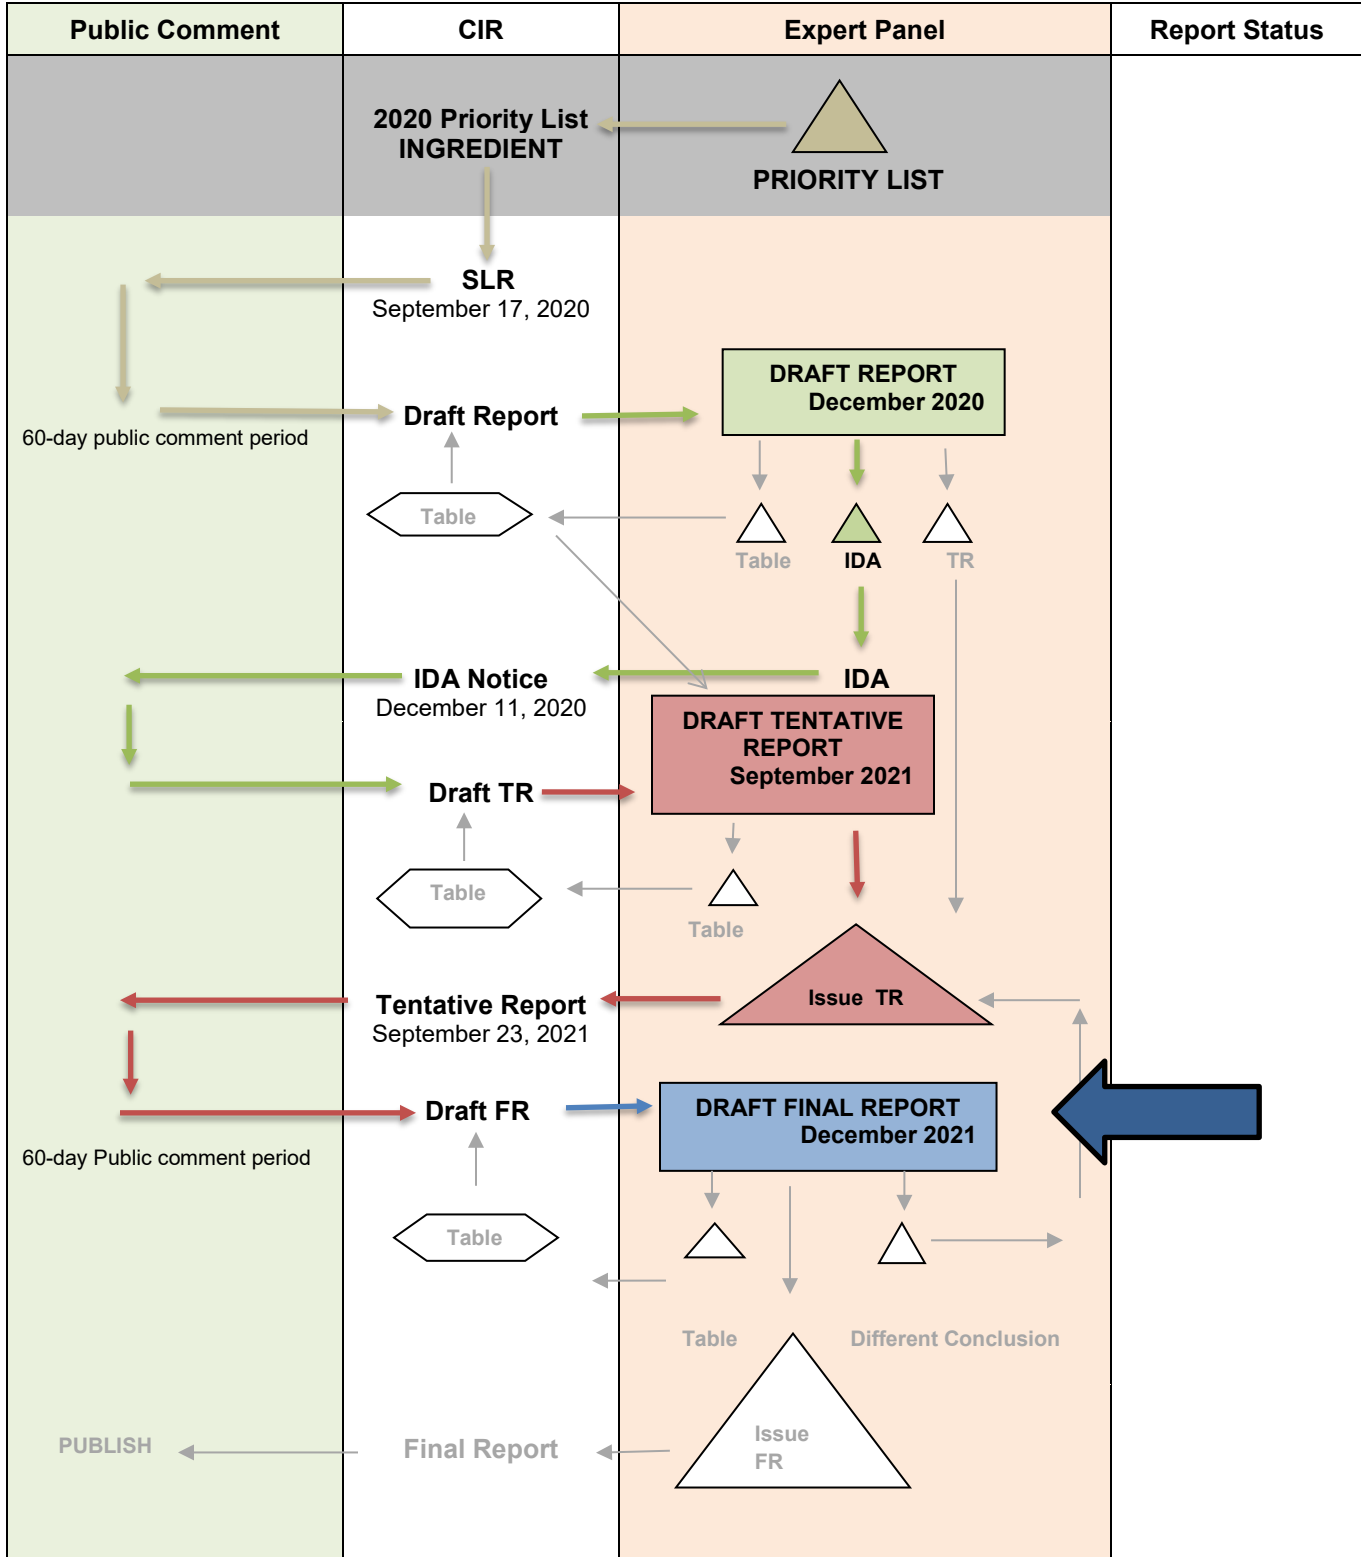 Public Comment
CIR
Expert Panel
Report Status
2020 Priority List
INGREDIENT
PRIORITY LIST
SLR
September 17, 2020
60-day public comment period
Draft Report
DRAFT REPORT
December 2020
Table
Table
IDA
TR
IDA Notice
December 11, 2020
IDA
DRAFT TENTATIVE
REPORT
September 2021
Draft TR
Table
Table
Tentative Report
September 23, 2021
Issue TR
60-day Public comment period
Draft FR
DRAFT FINAL REPORT
December 2021
Table
Table
Different Conclusion
PUBLISH
Final Report
Issue
FR